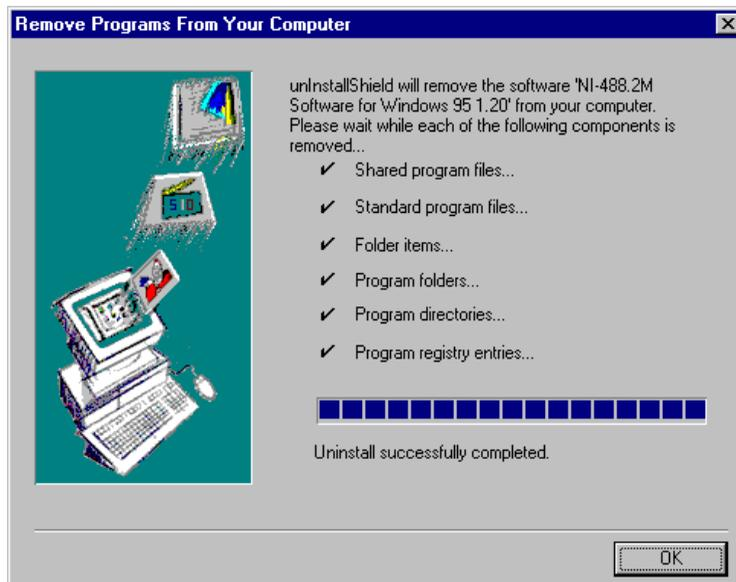 Remove Programs From Your Computer
unInstallShield will remove the software 'NI-488.2M
Software for Windows 95 1.20' from your computer.
Please wait while each of the following components is
removed...
Shared program files...
Standard program files...
Folder items...
Program folders...
Program directories...
Program registry entries...
Uninstall successfully completed.
OK